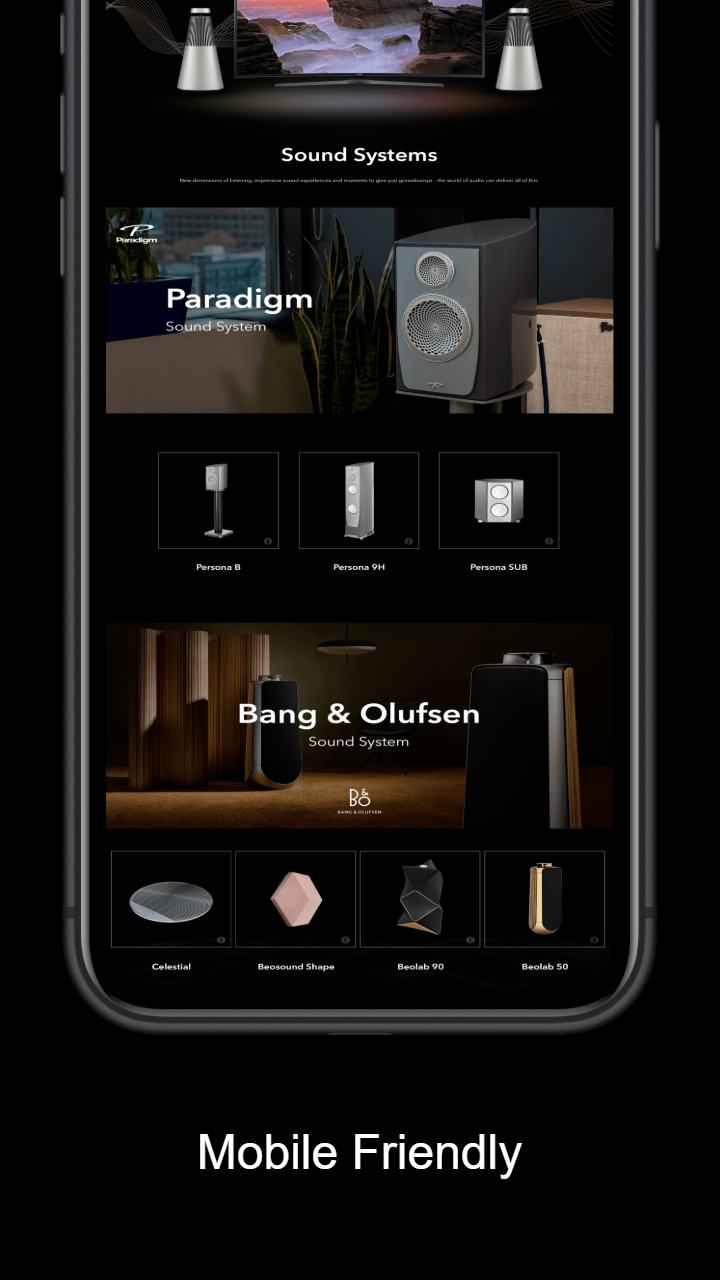 Sound Systems
New dimensions of listening, impressive sound experiences and moments to give you goosebumps - the world of audio can deliver all of this.
Paradigm
Paradigm
Sound System
Persona B
Persona 9H
Persona SUB
Bang & Olufsen
Sound System
B&O
BANG & OLUFSEN
Celestial
Beosound Shape
Beolab 90
Beolab 50
Mobile Friendly